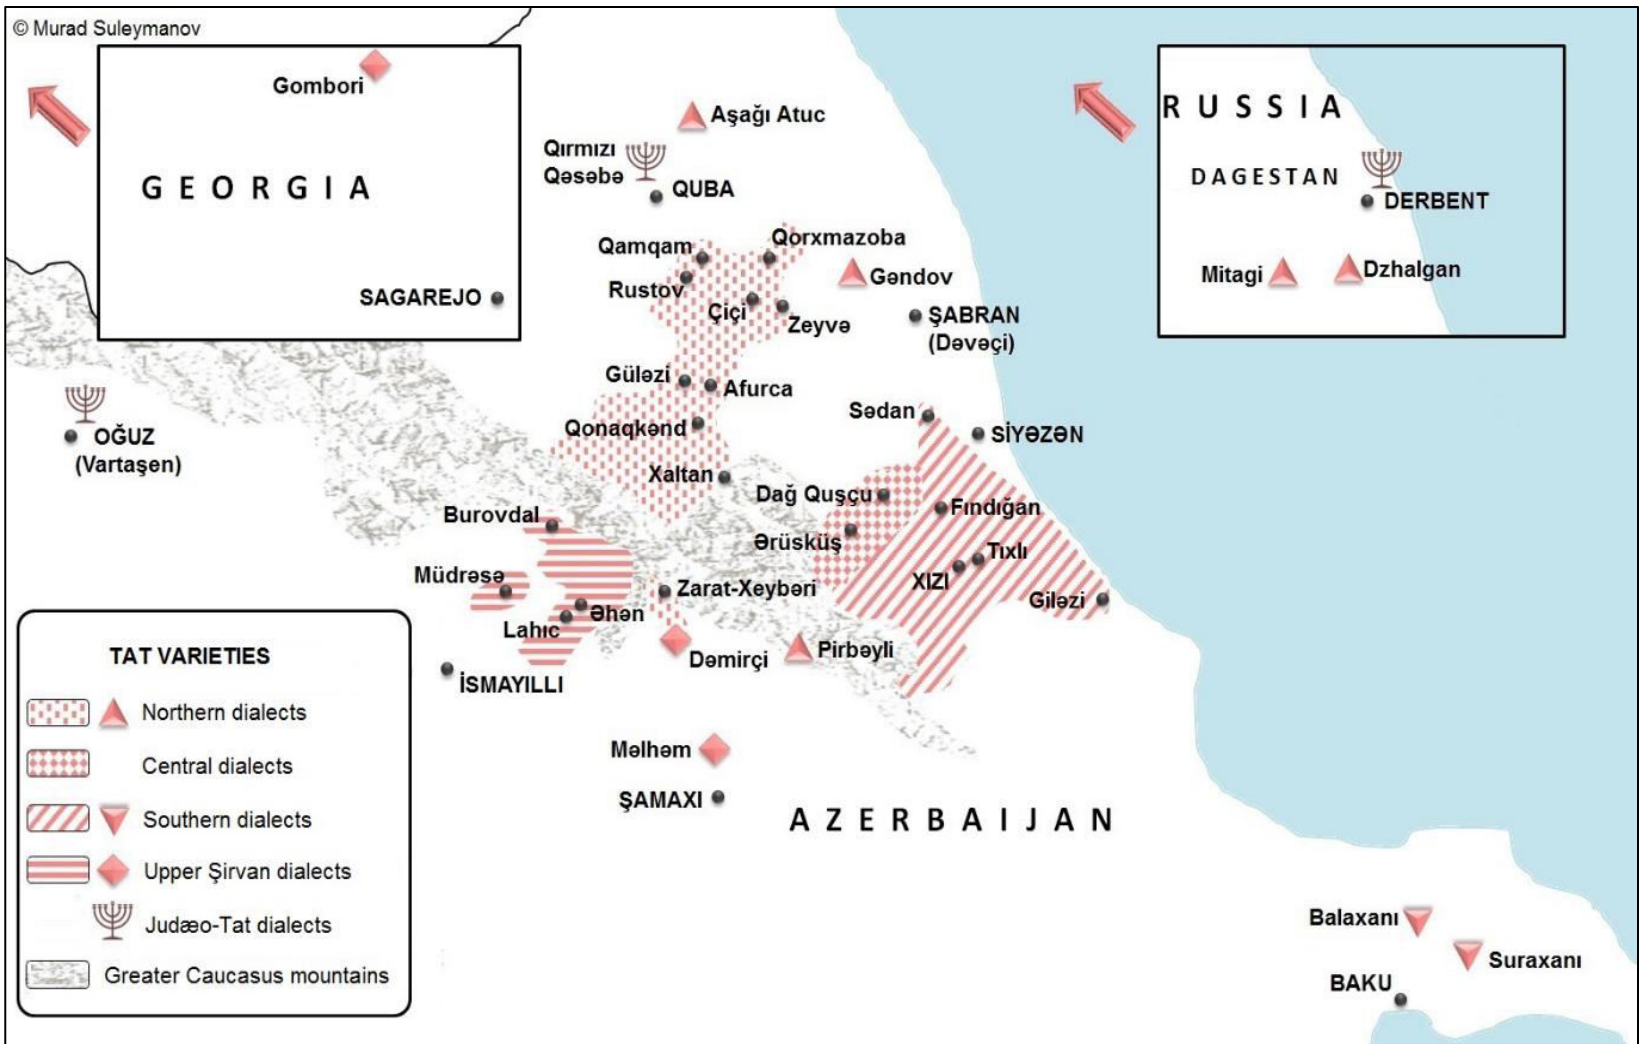 © Murad Suleymanov
Gombori
GEORGIA
SAGAREJO
Aşağı Atuc
Qırmızı
Qəsəbə
QUBA
RUSSIA
DAGESTAN
DERBENT
Mitagi
Dzhalgan
Qamqam
Qorxmazoba
Rustov
Gəndov
Çiçi
Zeyvə
ŞABRAN
(Dəvəçi)
Güləzi
Afurca
Qonaqkənd
Sədan
SİYƏZƏN
OĞUZ
(Vartaşen)
Xaltan
Dağ Quşçu
Fındığan
Burovdal
Ərüsküş
Tıxlı
XIZI
Müdrəsə
Zarat-Xeybəri
Giləzi
Əhən
Lahıc
Dəmirçi
Pirbəyli
İSMAYILLI
Məlhəm
ŞAMAXI
AZERBAIJAN
Balaxanı
Suraxanı
BAKU
TAT VARIETIES
Northern dialects
Central dialects
Southern dialects
Upper Şirvan dialects
Judæo-Tat dialects
Greater Caucasus mountains